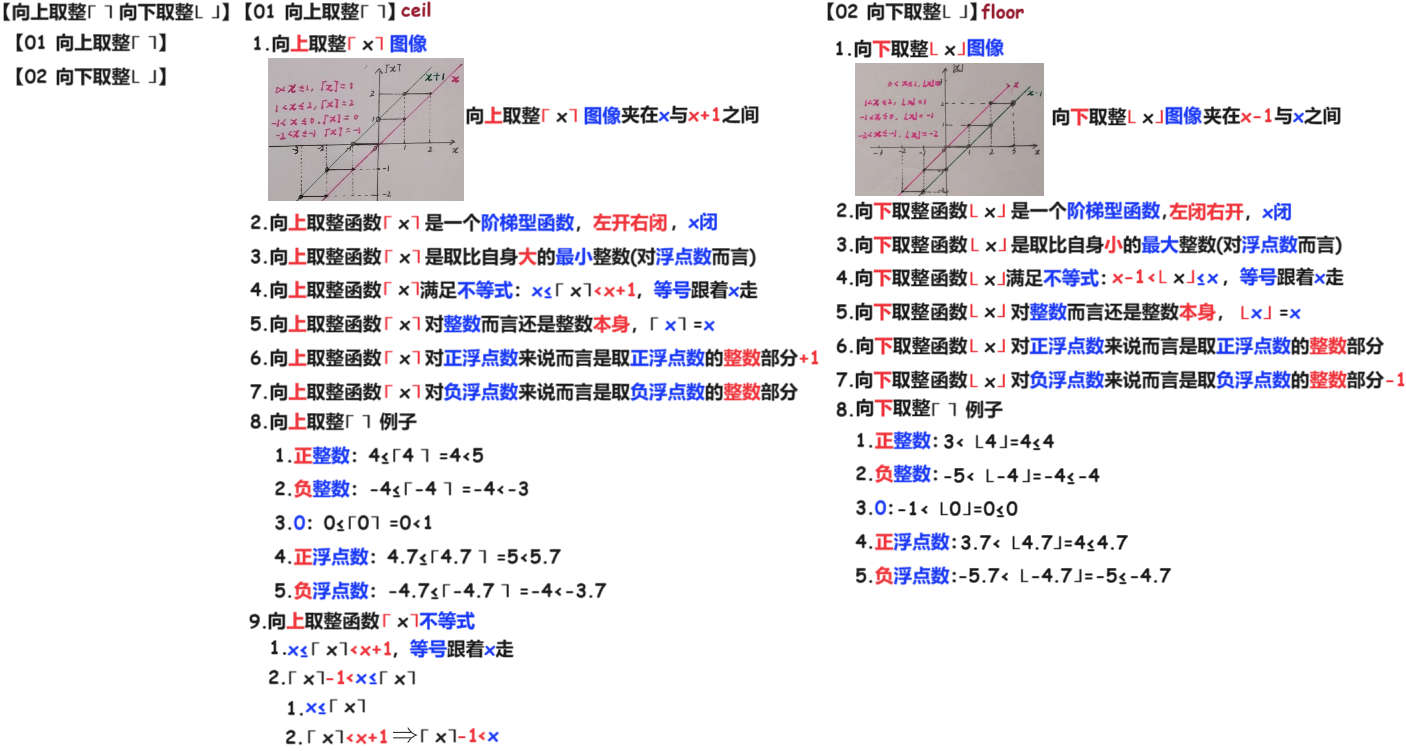 【向上取整⌈ ⌉ 向下取整⌊ ⌋】
【01 向上取整⌈ ⌉】
【02 向下取整⌊ ⌋】
【01 向上取整⌈ ⌉】ceil
1.向上取整⌈ x⌉ 图像
⌈x⌉
x+1
x
0<x≤1, ⌈x⌉=1
1<x≤2, ⌈x⌉=2
-1<x≤0, ⌈x⌉=0
-2<x≤-1 ⌈x⌉=-1
向上取整⌈ x⌉ 图像夹在x与x+1之间
2.向上取整函数⌈ x⌉ 是一个阶梯型函数，左开右闭，x闭
3.向上取整函数⌈ x⌉ 是取比自身大的最小整数(对浮点数而言)
4.向上取整函数⌈ x⌉满足不等式：x≤⌈ x⌉<x+1，等号跟着x走
5.向上取整函数⌈ x⌉ 对整数而言还是整数本身，⌈ x⌉ =x
6.向上取整函数⌈ x⌉ 对正浮点数来说而言是取正浮点数的整数部分+1
7.向上取整函数⌈ x⌉ 对负浮点数来说而言是取负浮点数的整数部分
8.向上取整⌈ ⌉ 例子
1.正整数：4≤⌈4 ⌉ =4<5
2.负整数：-4≤⌈-4 ⌉ =-4<-3
3.0：0≤⌈0⌉ =0<1
4.正浮点数：4.7≤⌈4.7 ⌉ =5<5.7
5.负浮点数：-4.7≤⌈-4.7 ⌉ =-4<-3.7
9.向上取整函数⌈ x⌉不等式
1.x≤⌈ x⌉<x+1，等号跟着x走
2.⌈ x⌉-1<x≤⌈ x⌉
1.x≤⌈ x⌉
2.⌈ x⌉<x+1⇒⌈ x⌉-1<x
【02 向下取整⌊ ⌋】floor
1.向下取整⌊ x⌋图像
x
x-1
向下取整⌊ x⌋图像夹在x-1与x之间
2.向下取整函数⌊ x⌋ 是一个阶梯型函数,左闭右开，x闭
3.向下取整函数⌊ x⌋ 是取比自身小的最大整数(对浮点数而言)
4.向下取整函数⌊ x⌋满足不等式：x-1<⌊ x⌋≤x，等号跟着x走
5.向下取整函数⌊ x⌋ 对整数而言还是整数本身，⌊x⌋ =x
6.向下取整函数⌊ x⌋ 对正浮点数来说而言是取正浮点数的整数部分
7.向下取整函数⌊ x⌋ 对负浮点数来说而言是取负浮点数的整数部分-1
8.向下取整⌈ ⌉ 例子
1.正整数：3< ⌊4⌋=4≤4
2.负整数：-5< ⌊-4⌋=-4≤-4
3.0：-1< ⌊0⌋=0≤0
4.正浮点数：3.7< ⌊4.7⌋=4≤4.7
5.负浮点数：-5.7< ⌊-4.7⌋=-5≤-4.7